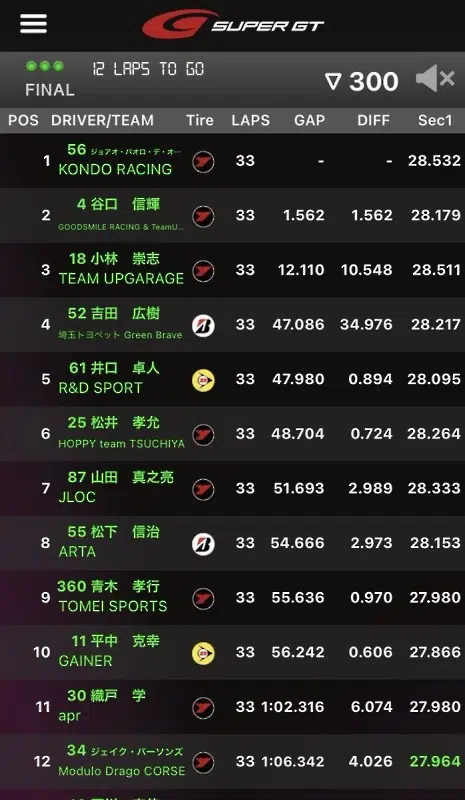 SUPER GT
12 LAPS TO GO
FINAL
▽ 300
POS DRIVER/TEAM Tire LAPS GAP DIFF Sec1
1 56 ジョアオ・パオロ・デ・オ… 33 - - 28.532
KONDO RACING
2 4 谷口 信輝 33 1.562 1.562 28.179
GOODSMILE RACING & TeamU...
3 18 小林 崇志 33 12.110 10.548 28.511
TEAM UPGARAGE
4 52 吉田 広樹 33 47.086 34.976 28.217
埼玉トヨペット Green Brave
5 61 井口 卓人 33 47.980 0.894 28.095
R&D SPORT
6 25 松井 孝允 33 48.704 0.724 28.264
HOPPY team TSUCHIYA
7 87 山田 真之亮 33 51.693 2.989 28.333
JLOC
8 55 松下 信治 33 54.666 2.973 28.153
ARTA
9 360 青木 孝行 33 55.636 0.970 27.980
TOMEI SPORTS
10 11 平中 克幸 33 56.242 0.606 27.866
GAINER
11 30 織戸 学 33 1:02.316 6.074 27.980
apr
12 34 ジェイク・パーソンズ 33 1:06.342 4.026 27.964
Modulo Drago CORSE